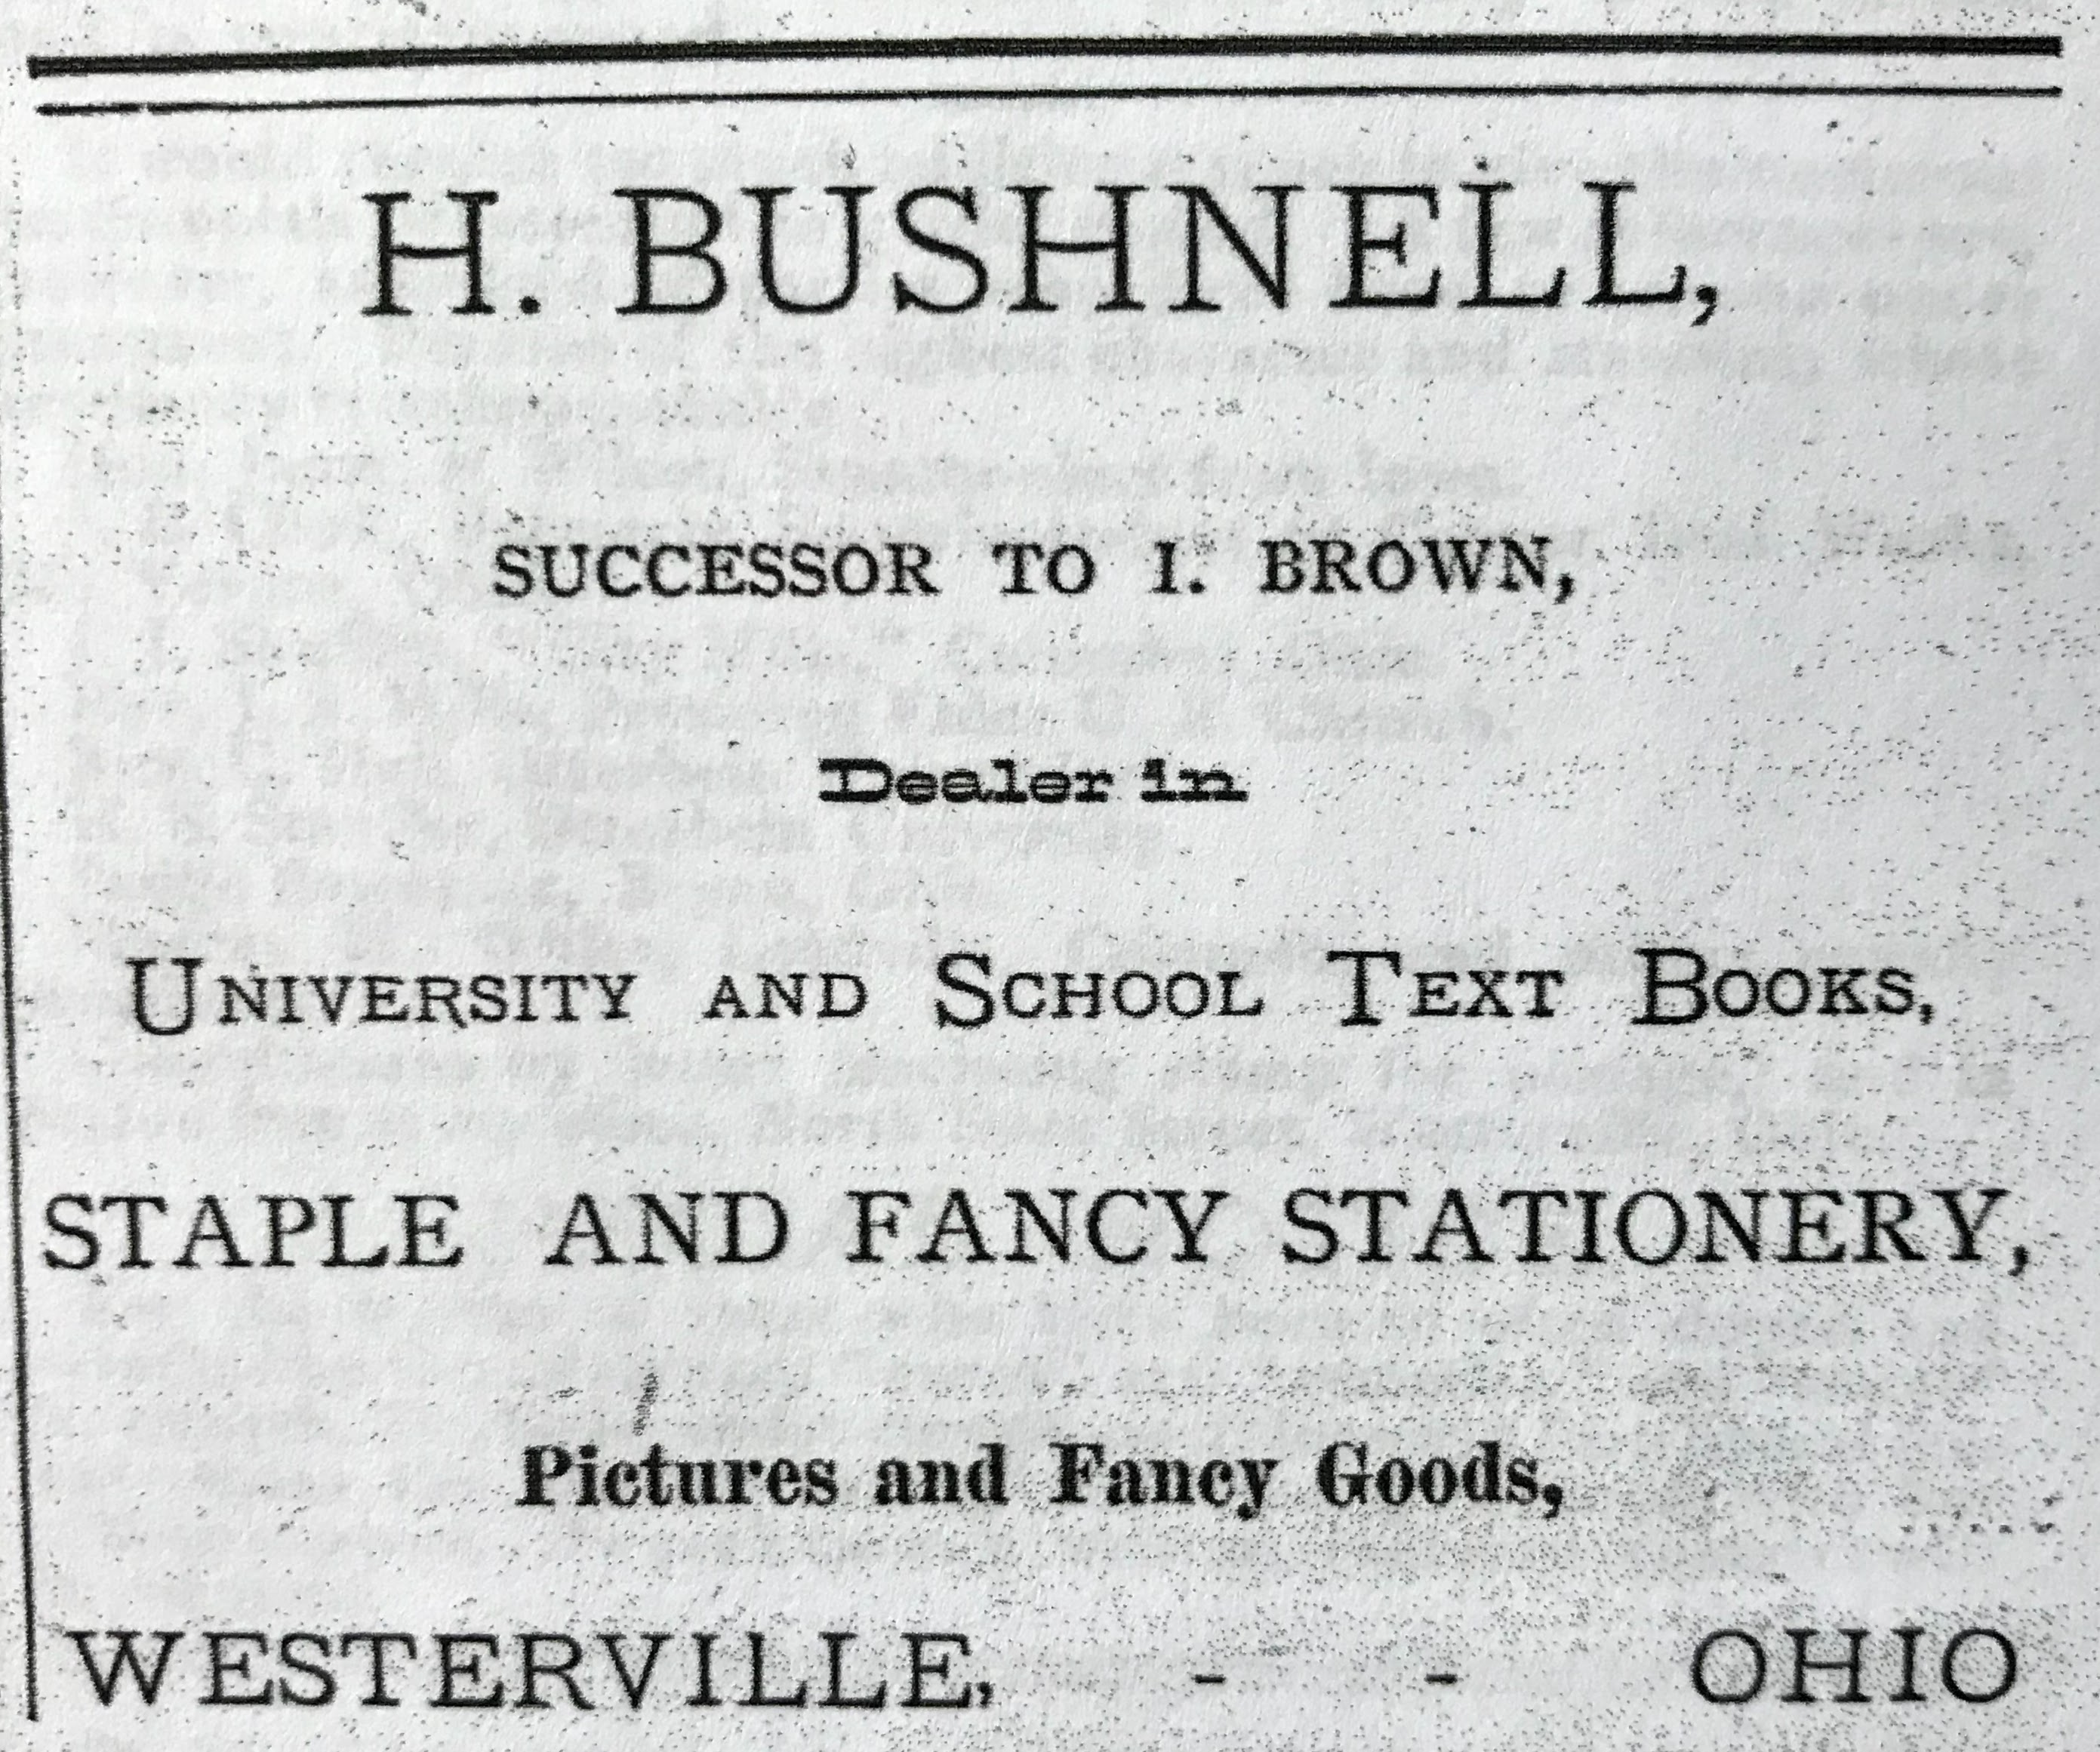 H. BUSHNELL,
SUCCESSOR TO I. BROWN,
Dealer in
UNIVERSITY AND SCHOOL TEXT BOOKS,
STAPLE AND FANCY STATIONERY,
Pictures and Fancy Goods,
WESTERVILLE, - - OHIO